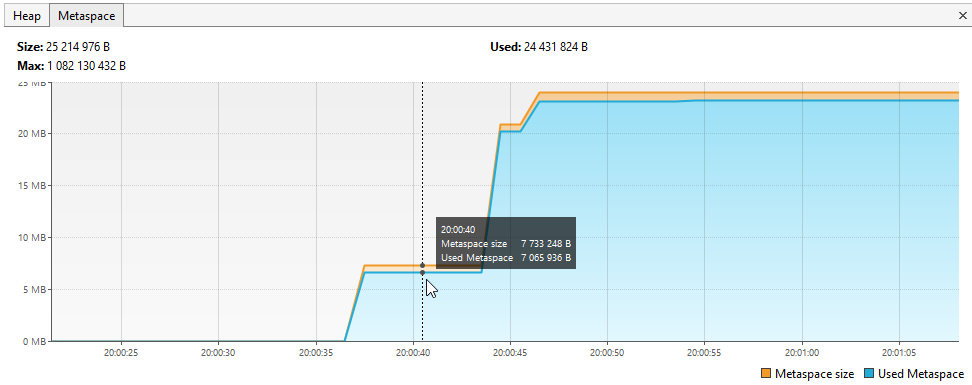 Heap Metaspace ×
Size: 25 214 976 B Used: 24 431 824 B
Max: 1 082 130 432 B
25 MB
20 MB
15 MB
10 MB
5 MB
0 MB
20:00:40
Metaspace size 7 733 248 B
Used Metaspace 7 065 936 B
20:00:25 20:00:30 20:00:35 20:00:40 20:00:45 20:00:50 20:00:55 20:01:00 20:01:05
Metaspace size Used Metaspace